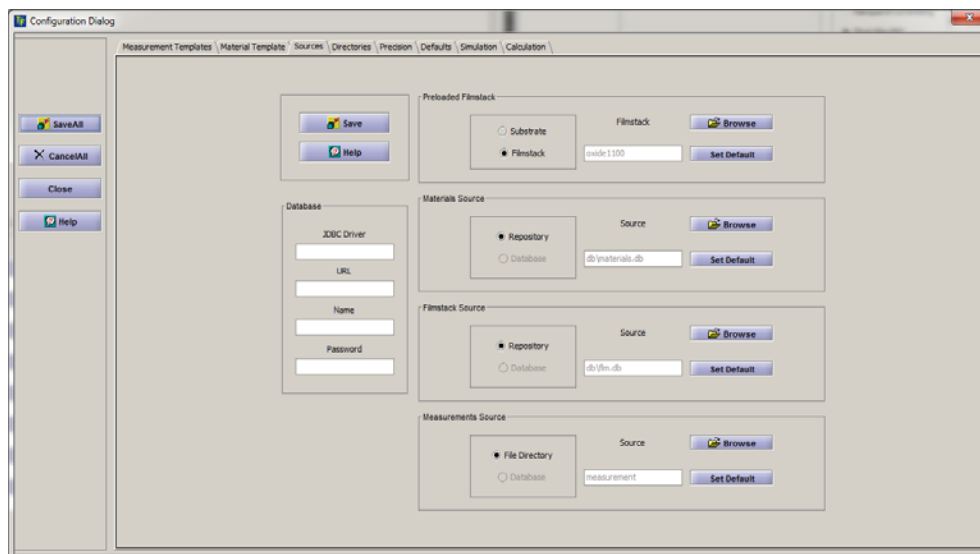 Configuration Dialog
Measurement Templates Material Template Sources Directories Precision Defaults Simulation Calculation
SaveAll
CancelAll
Close
Help
Save
Help
Database
JDBC Driver
URL
Name
Password
Preloaded Filmstack
Substrate
Filmstack
Filmstack
Browse
oxide1100
Set Default
Materials Source
Repository
Database
Source
Browse
db\materials.db
Set Default
Filmstack Source
Repository
Database
Source
Browse
db\flm.db
Set Default
Measurements Source
File Directory
Database
Source
Browse
measurement
Set Default